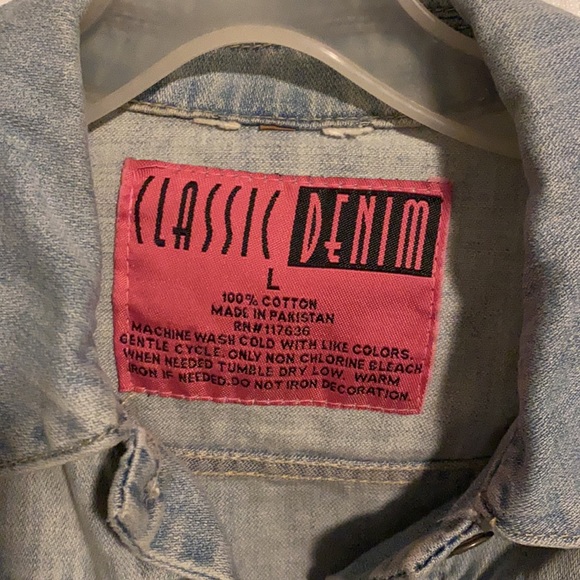 CLASSIC DENIM
L
100% COTTON
MADE IN PAKISTAN
RN#117636
MACHINE WASH COLD WITH LIKE COLORS.
GENTLE CYCLE. ONLY NON CHLORINE BLEACH
WHEN NEEDED TUMBLE DRY LOW. WARM
IRON IF NEEDED. DO NOT IRON DECORATION.